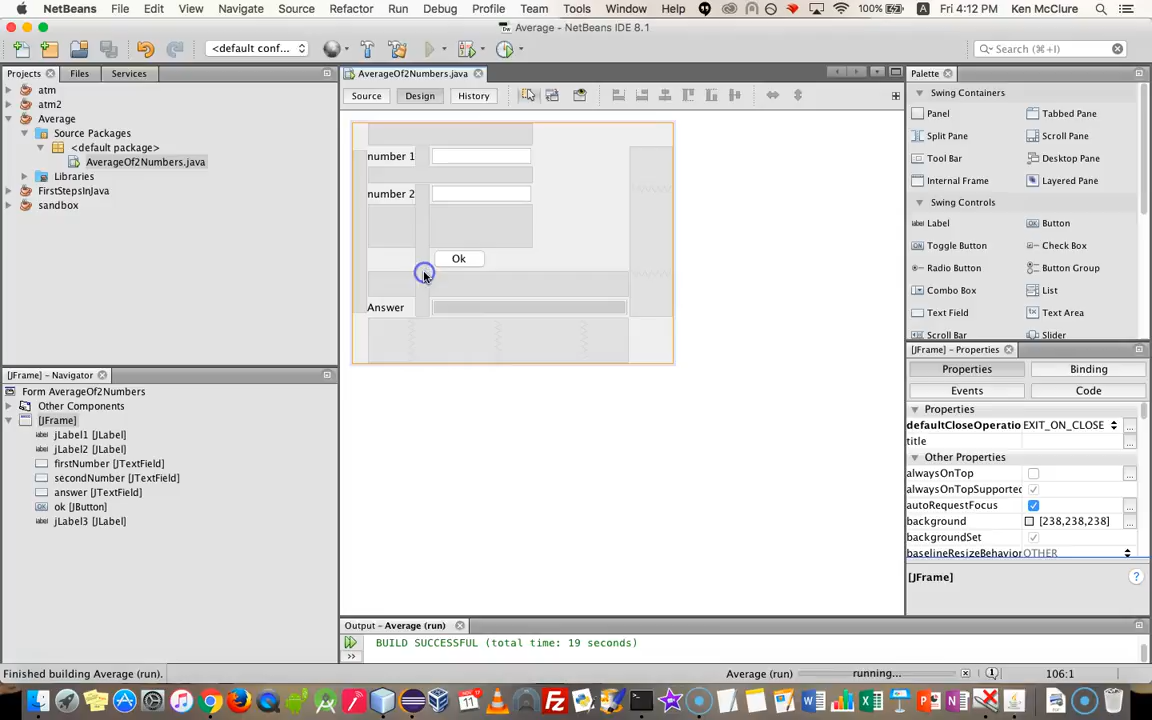 NetBeans File Edit View Navigate Source Refactor Run Debug Profile Team Tools Window Help 100% A Fri 4:12 PM Ken McClure
Average - NetBeans IDE 8.1
<default conf...
Search (⌘+I)
Projects Files Services
atm
atm2
Average
Source Packages
<default package>
AverageOf2Numbers.java
Libraries
FirstStepsInJava
sandbox
AverageOf2Numbers.java
Source Design History
number 1
number 2
Ok
Answer
Palette
Swing Containers
Panel Tabbed Pane
Split Pane Scroll Pane
Tool Bar Desktop Pane
Internal Frame Layered Pane
Swing Controls
Label Button
Toggle Button Check Box
Radio Button Button Group
Combo Box List
Text Field Text Area
Scroll Bar Slider
[JFrame] - Navigator
Form AverageOf2Numbers
Other Components
[JFrame]
jLabel1 [JLabel]
jLabel2 [JLabel]
firstNumber [JTextField]
secondNumber [JTextField]
answer [JTextField]
ok [JButton]
jLabel3 [JLabel]
[JFrame] - Properties
Properties Binding
Events Code
Properties
defaultCloseOperatio EXIT_ON_CLOSE ...
title ...
Other Properties
alwaysOnTop ...
alwaysOnTopSupported
autoRequestFocus ...
background [238,238,238] ...
backgroundSet
baselineResizeBehavior OTHER
[JFrame]
?
Output - Average (run)
BUILD SUCCESSFUL (total time: 19 seconds)
>>
Finished building Average (run). Average (run) running... 106:1